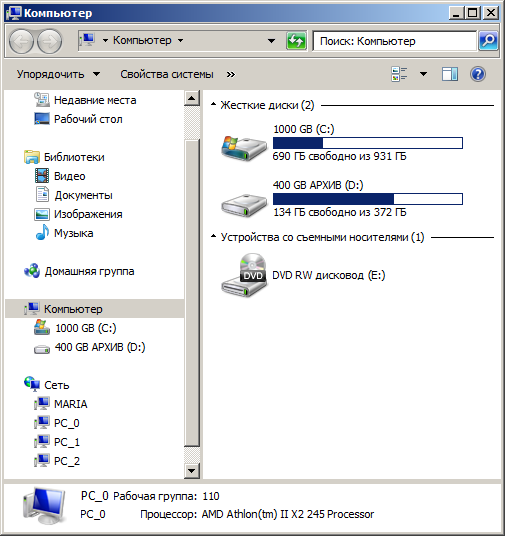 Компьютер
Компьютер
Поиск: Компьютер
Упорядочить
Свойства системы
»
Недавние места
Рабочий стол
Библиотеки
Видео
Документы
Изображения
Музыка
Домашняя группа
Компьютер
1000 GB (C:)
400 GB АРХИВ (D:)
Сеть
MARIA
PC_0
PC_1
PC_2
Жесткие диски (2)
1000 GB (C:)
690 ГБ свободно из 931 ГБ
400 GB АРХИВ (D:)
134 ГБ свободно из 372 ГБ
Устройства со съемными носителями (1)
DVD
DVD RW дисковод (E:)
PC_0 Рабочая группа: 110
PC_0 Процессор: AMD Athlon(tm) II X2 245 Processor